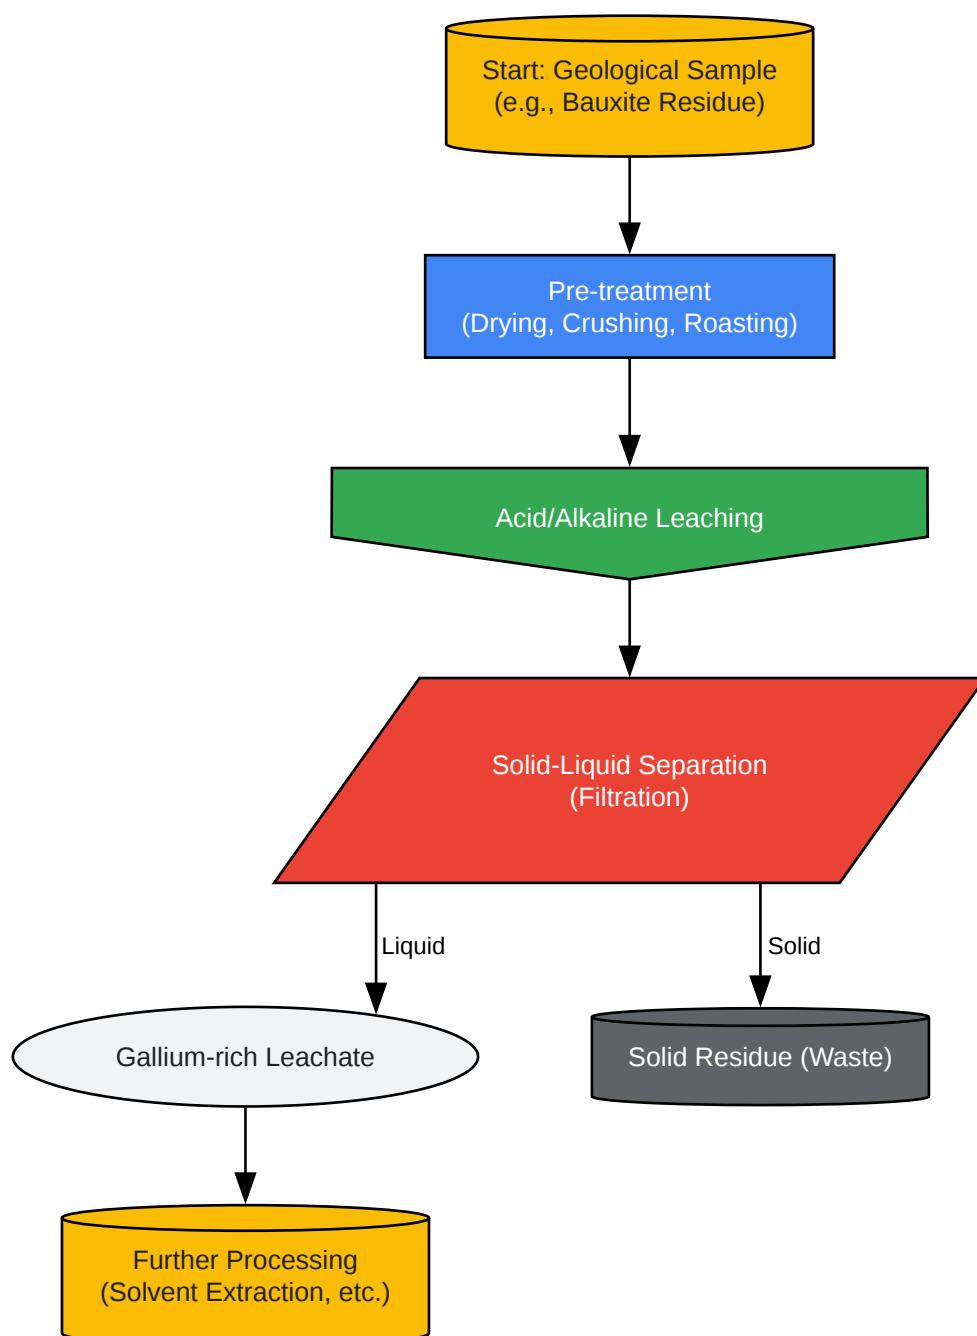 Start: Geological Sample
(e.g., Bauxite Residue)
Pre-treatment
(Drying, Crushing, Roasting)
Acid/Alkaline Leaching
Solid-Liquid Separation
(Filtration)
Liquid
Solid
Gallium-rich Leachate
Solid Residue (Waste)
Further Processing
(Solvent Extraction, etc.)